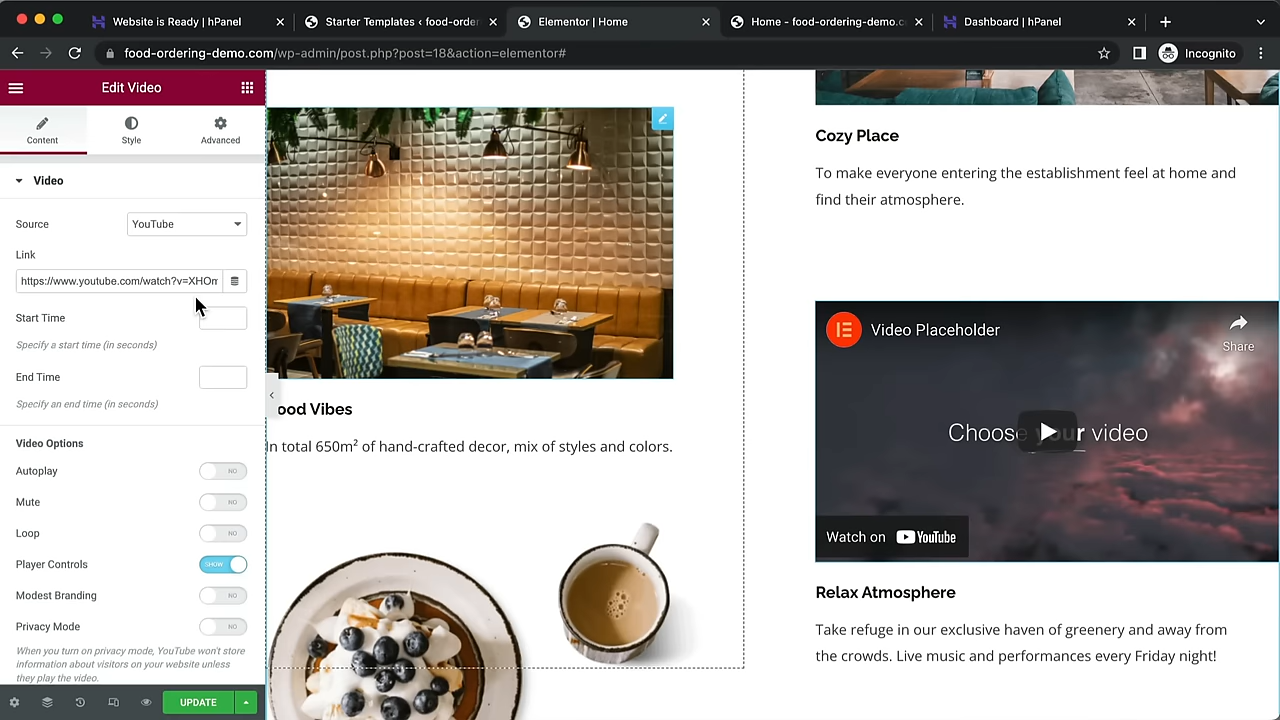 Website is Ready | hPanel
Starter Templates ‹ food-order
Elementor | Home
Home - food-ordering-demo.c
Dashboard | hPanel
food-ordering-demo.com/wp-admin/post.php?post=18&action=elementor#
Incognito
Edit Video
Content
Style
Advanced
Video
Source
YouTube
Link
https://www.youtube.com/watch?v=XHOm
Start Time
Specify a start time (in seconds)
End Time
Specify an end time (in seconds)
Video Options
Autoplay
NO
Mute
NO
Loop
NO
Player Controls
SHOW
Modest Branding
NO
Privacy Mode
NO
When you turn on privacy mode, YouTube won't store
information about visitors on your website unless
they play the video.
UPDATE
ood Vibes
In total 650m² of hand-crafted decor, mix of styles and colors.
Cozy Place
To make everyone entering the establishment feel at home and
find their atmosphere.
Video Placeholder
Share
Choose your video
Watch on YouTube
Relax Atmosphere
Take refuge in our exclusive haven of greenery and away from
the crowds. Live music and performances every Friday night!